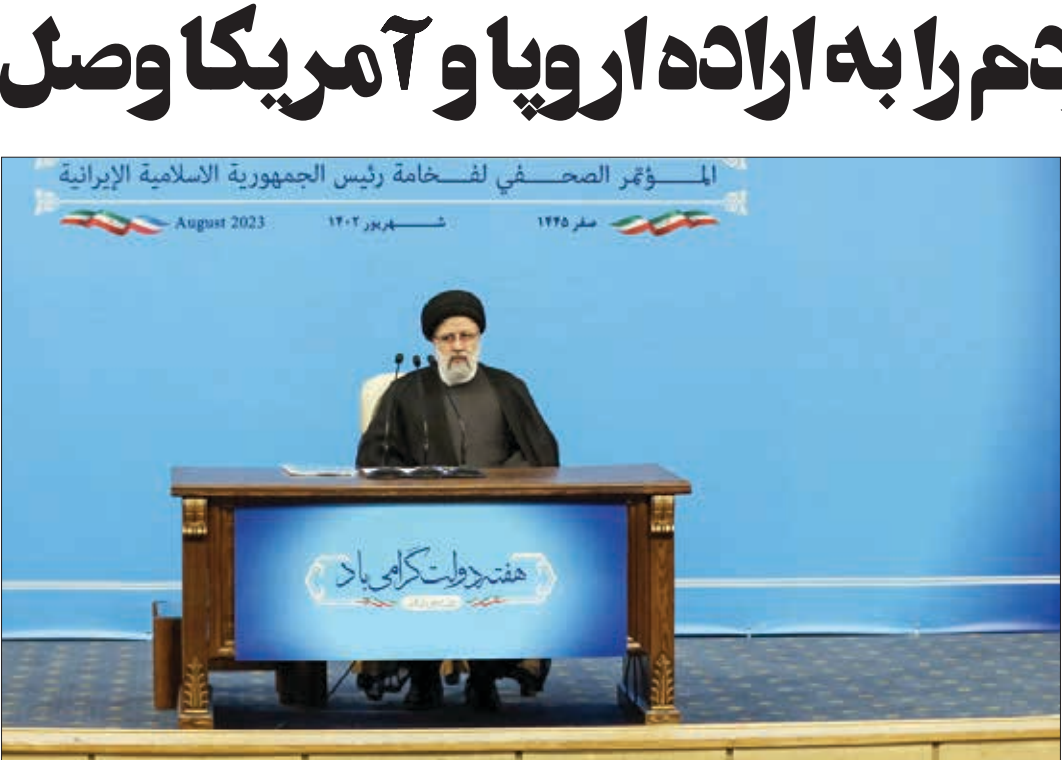 دم را به اراده اروپا و آمریکا وصل
المؤتمر الصحفي لفخامة رئيس الجمهورية الاسلامية الإيرانية
صفر ۱۴۴۵ شهریور ۱۴۰۲ August 2023
هفته دولت گرامی باد